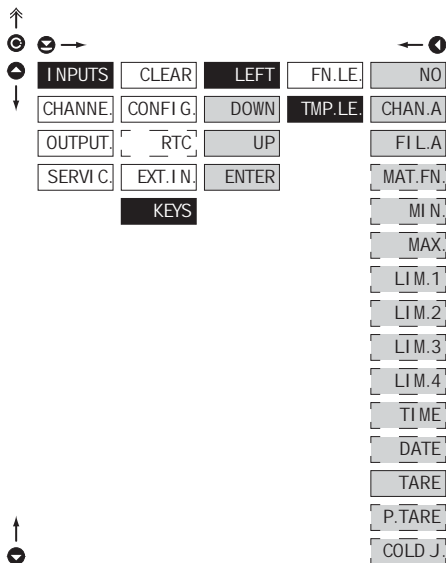 INPUTS CLEAR LEFT FN.LE. NO
CHANNE. CONFIG. DOWN TMP.LE. CHAN.A
OUTPUT. RTC UP FIL.A
SERVIC. EXT.IN. ENTER MAT.FN.
KEYS MIN.
MAX.
LIM.1
LIM.2
LIM.3
LIM.4
TIME
DATE
TARE
P.TARE
COLD J.